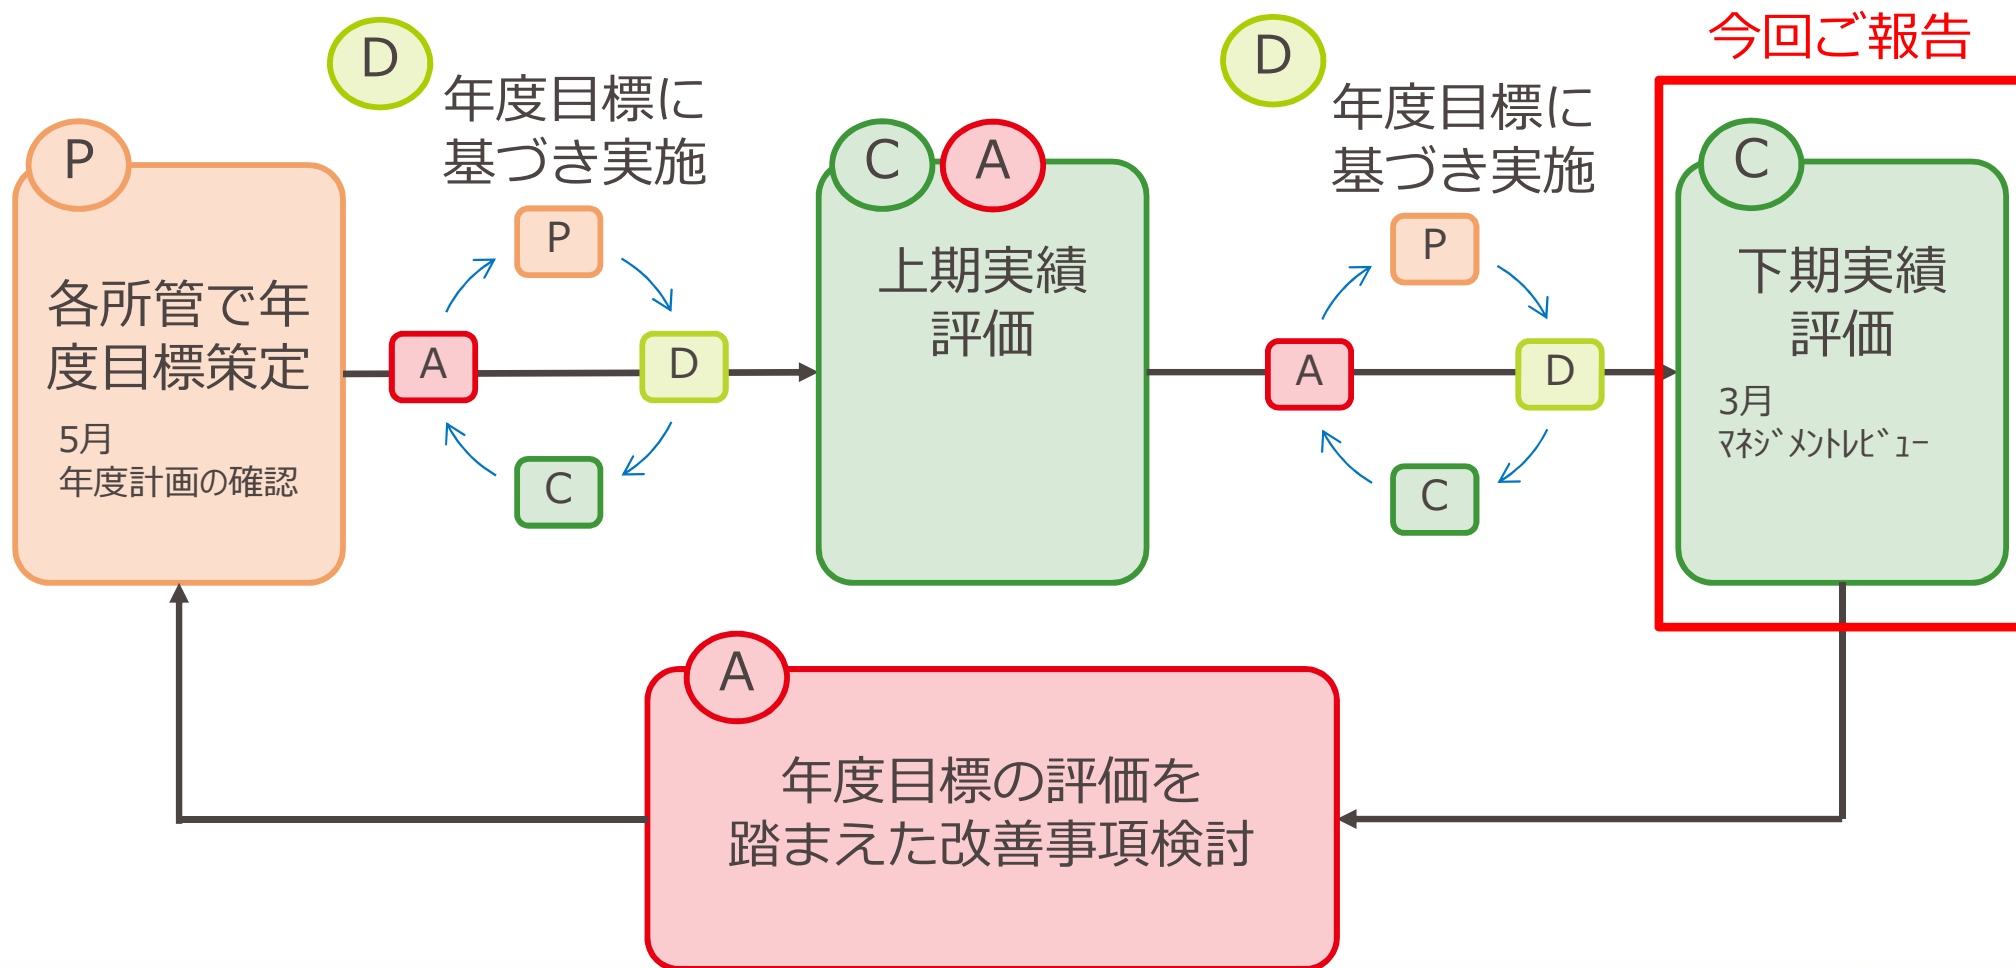 今回ご報告
D
年度目標に
基づき実施
D
年度目標に
基づき実施
P
各所管で年
度目標策定
5月
年度計画の確認
P
A
D
C
C
A
上期実績
評価
P
A
D
C
C
下期実績
評価
3月
ﾏﾈｼﾞﾒﾝﾄﾚﾋﾞｭｰ
A
年度目標の評価を
踏まえた改善事項検討